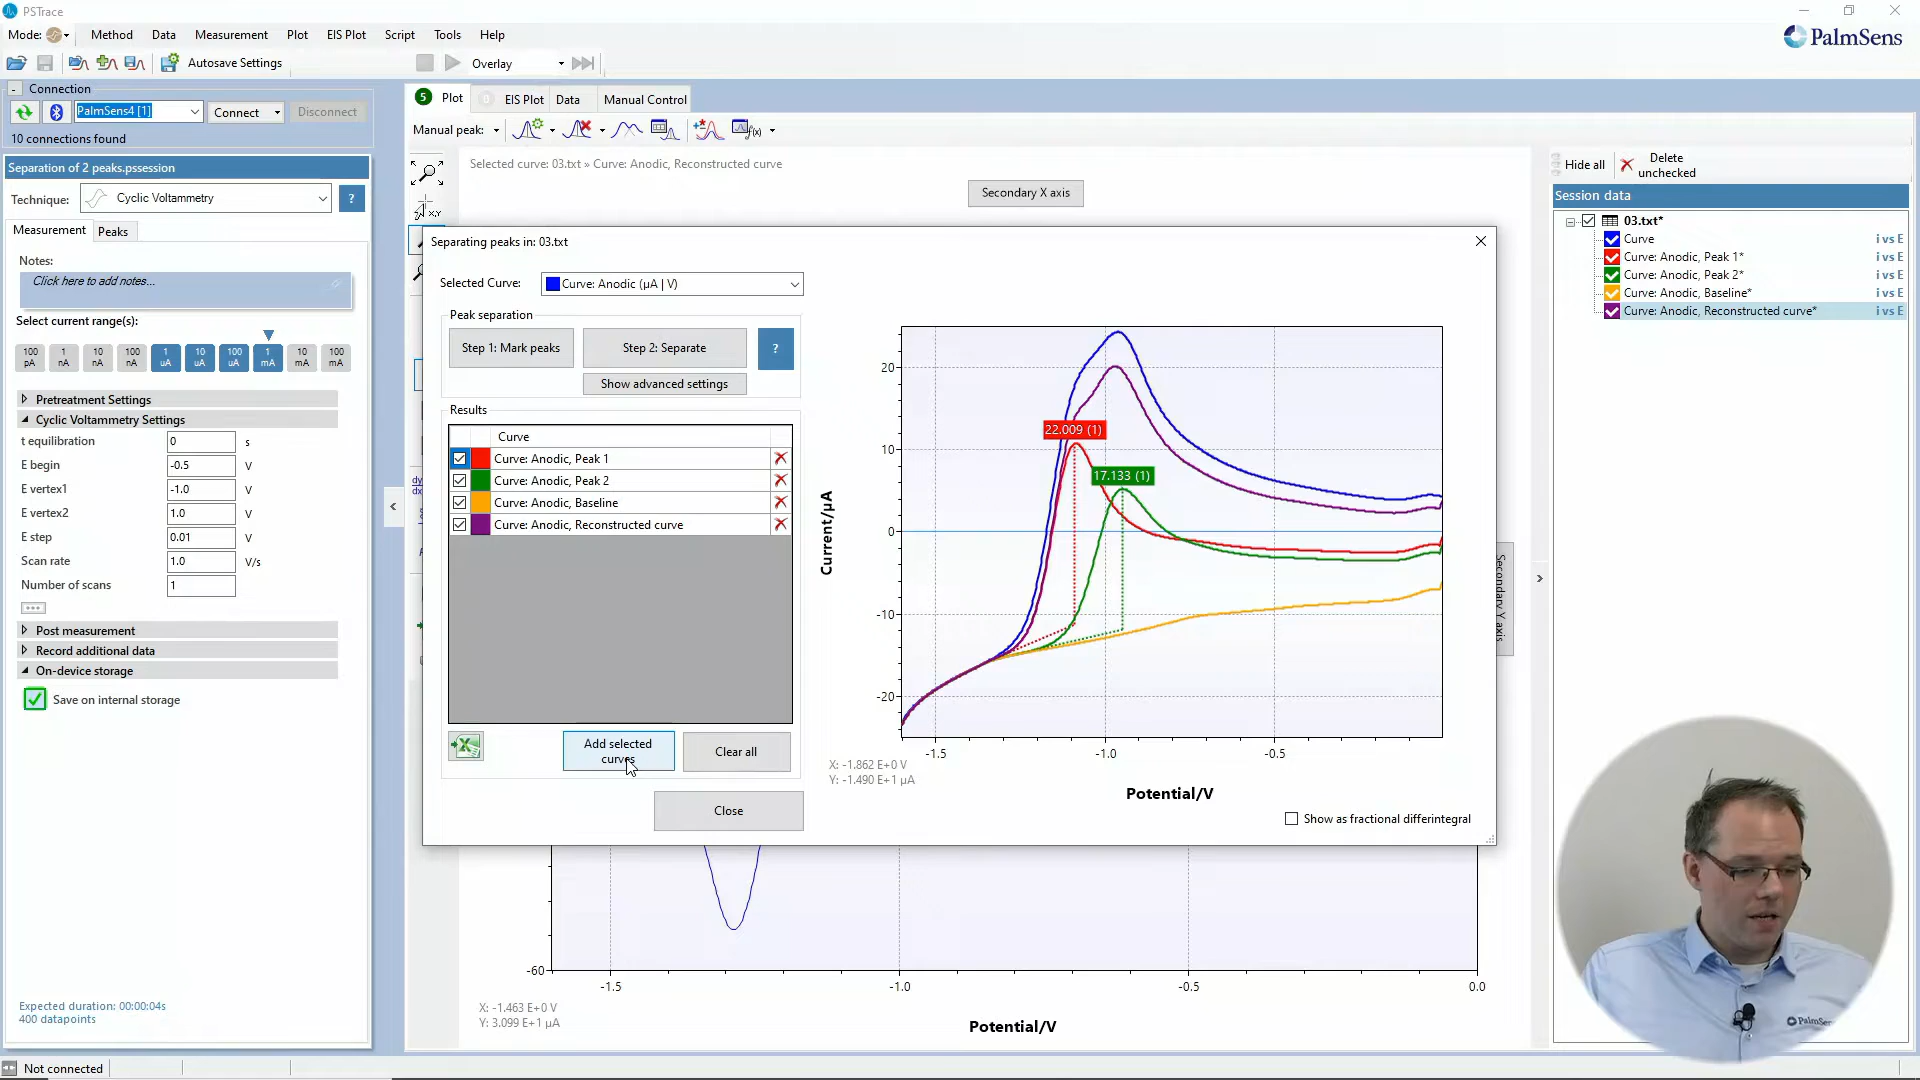 PSTrace
Mode: Method Data Measurement Plot EIS Plot Script Tools Help
PalmSens
Autosave Settings
Overlay
Connection
PalmSens4 [1]
Connect
Disconnect
10 connections found
Separation of 2 peaks.pssession
Technique:
Cyclic Voltammetry
?
Measurement
Peaks
Notes:
Click here to add notes...
Select current range(s):
100 pA
1 nA
10 nA
100 nA
1 uA
10 uA
100 uA
1 mA
10 mA
100 mA
Pretreatment Settings
Cyclic Voltammetry Settings
t equilibration 0 s
E begin -0.5 V
E vertex1 -1.0 V
E vertex2 1.0 V
E step 0.01 V
Scan rate 1.0 V/s
Number of scans 1
Post measurement
Record additional data
On-device storage
Save on internal storage
Expected duration: 00:00:04s
400 datapoints
Not connected
5 Plot
0 EIS Plot
Data
Manual Control
Manual peak:
Selected curve: 03.txt » Curve: Anodic, Reconstructed curve
Secondary X axis
X,Y
Separating peaks in: 03.txt
Selected Curve:
Curve: Anodic (µA | V)
Peak separation
Step 1: Mark peaks
Step 2: Separate
?
Show advanced settings
Results
Curve
Curve: Anodic, Peak 1
Curve: Anodic, Peak 2
Curve: Anodic, Baseline
Curve: Anodic, Reconstructed curve
Add selected
curves
Clear all
Close
Current/µA
20
10
0
-10
-20
22.009 (1)
17.133 (1)
-1.5
-1.0
-0.5
X: -1.862 E+0 V
Y: -1.490 E+1 µA
Potential/V
Show as fractional differintegral
Secondary Y axis
-60
-1.5
-1.0
-0.5
0.0
X: -1.463 E+0 V
Y: 3.099 E+1 µA
Potential/V
Hide all
Delete
unchecked
Session data
03.txt*
Curve i vs E
Curve: Anodic, Peak 1* i vs E
Curve: Anodic, Peak 2* i vs E
Curve: Anodic, Baseline* i vs E
Curve: Anodic, Reconstructed curve* i vs E